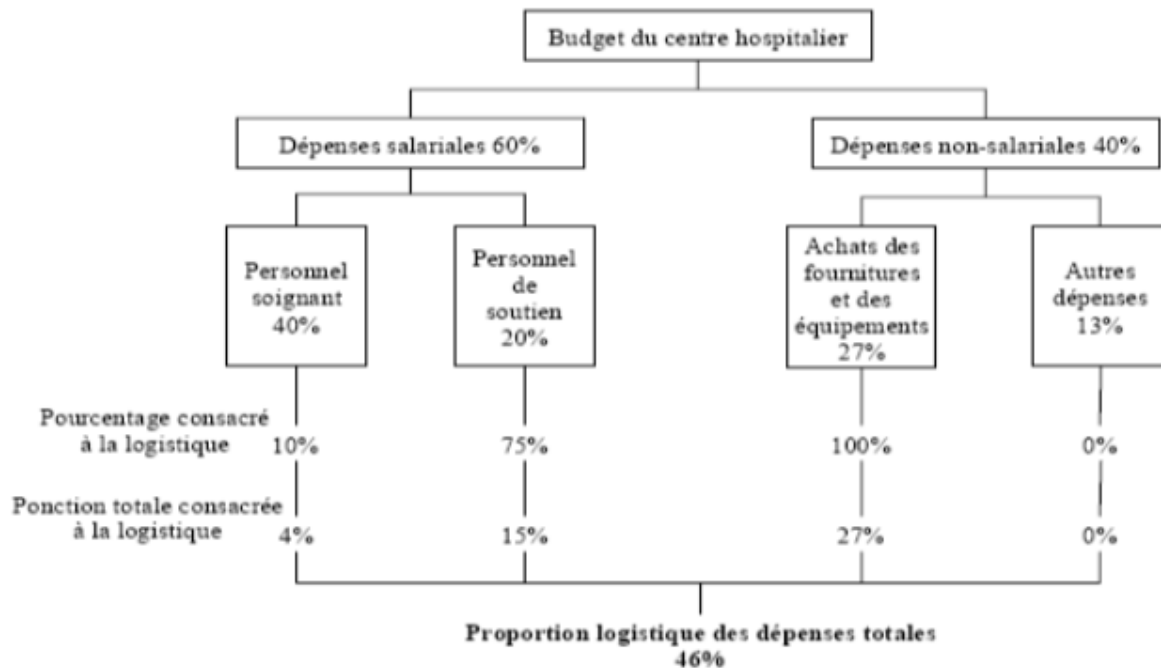 Budget du centre hospitalier
Dépenses salariales 60%
Dépenses non-salariales 40%
Personnel
soignant
40%
Personnel
de
soutien
20%
Achats des
fournitures
et des
équipements
27%
Autres
dépenses
13%
Pourcentage consacré
à la logistique
10%
75%
100%
0%
Ponction totale consacrée
à la logistique
4%
15%
27%
0%
Proportion logistique des dépenses totales
46%